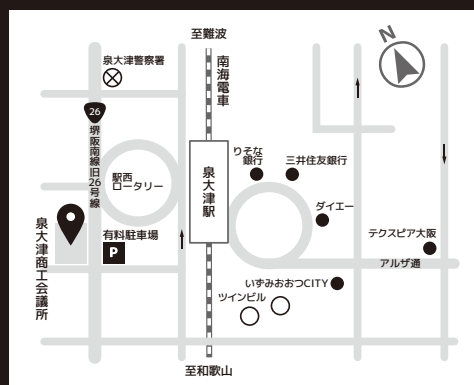 至難波
N
泉大津警察署
南海電車
26
堺阪南線旧26号線
りそな
銀行
三井住友銀行
駅西
ロータリー
泉大津駅
ダイエー
泉大津商工会議所
有料駐車場
P
テクスピア大阪
アルザ通
いずみおおつCITY
ツインビル
至和歌山